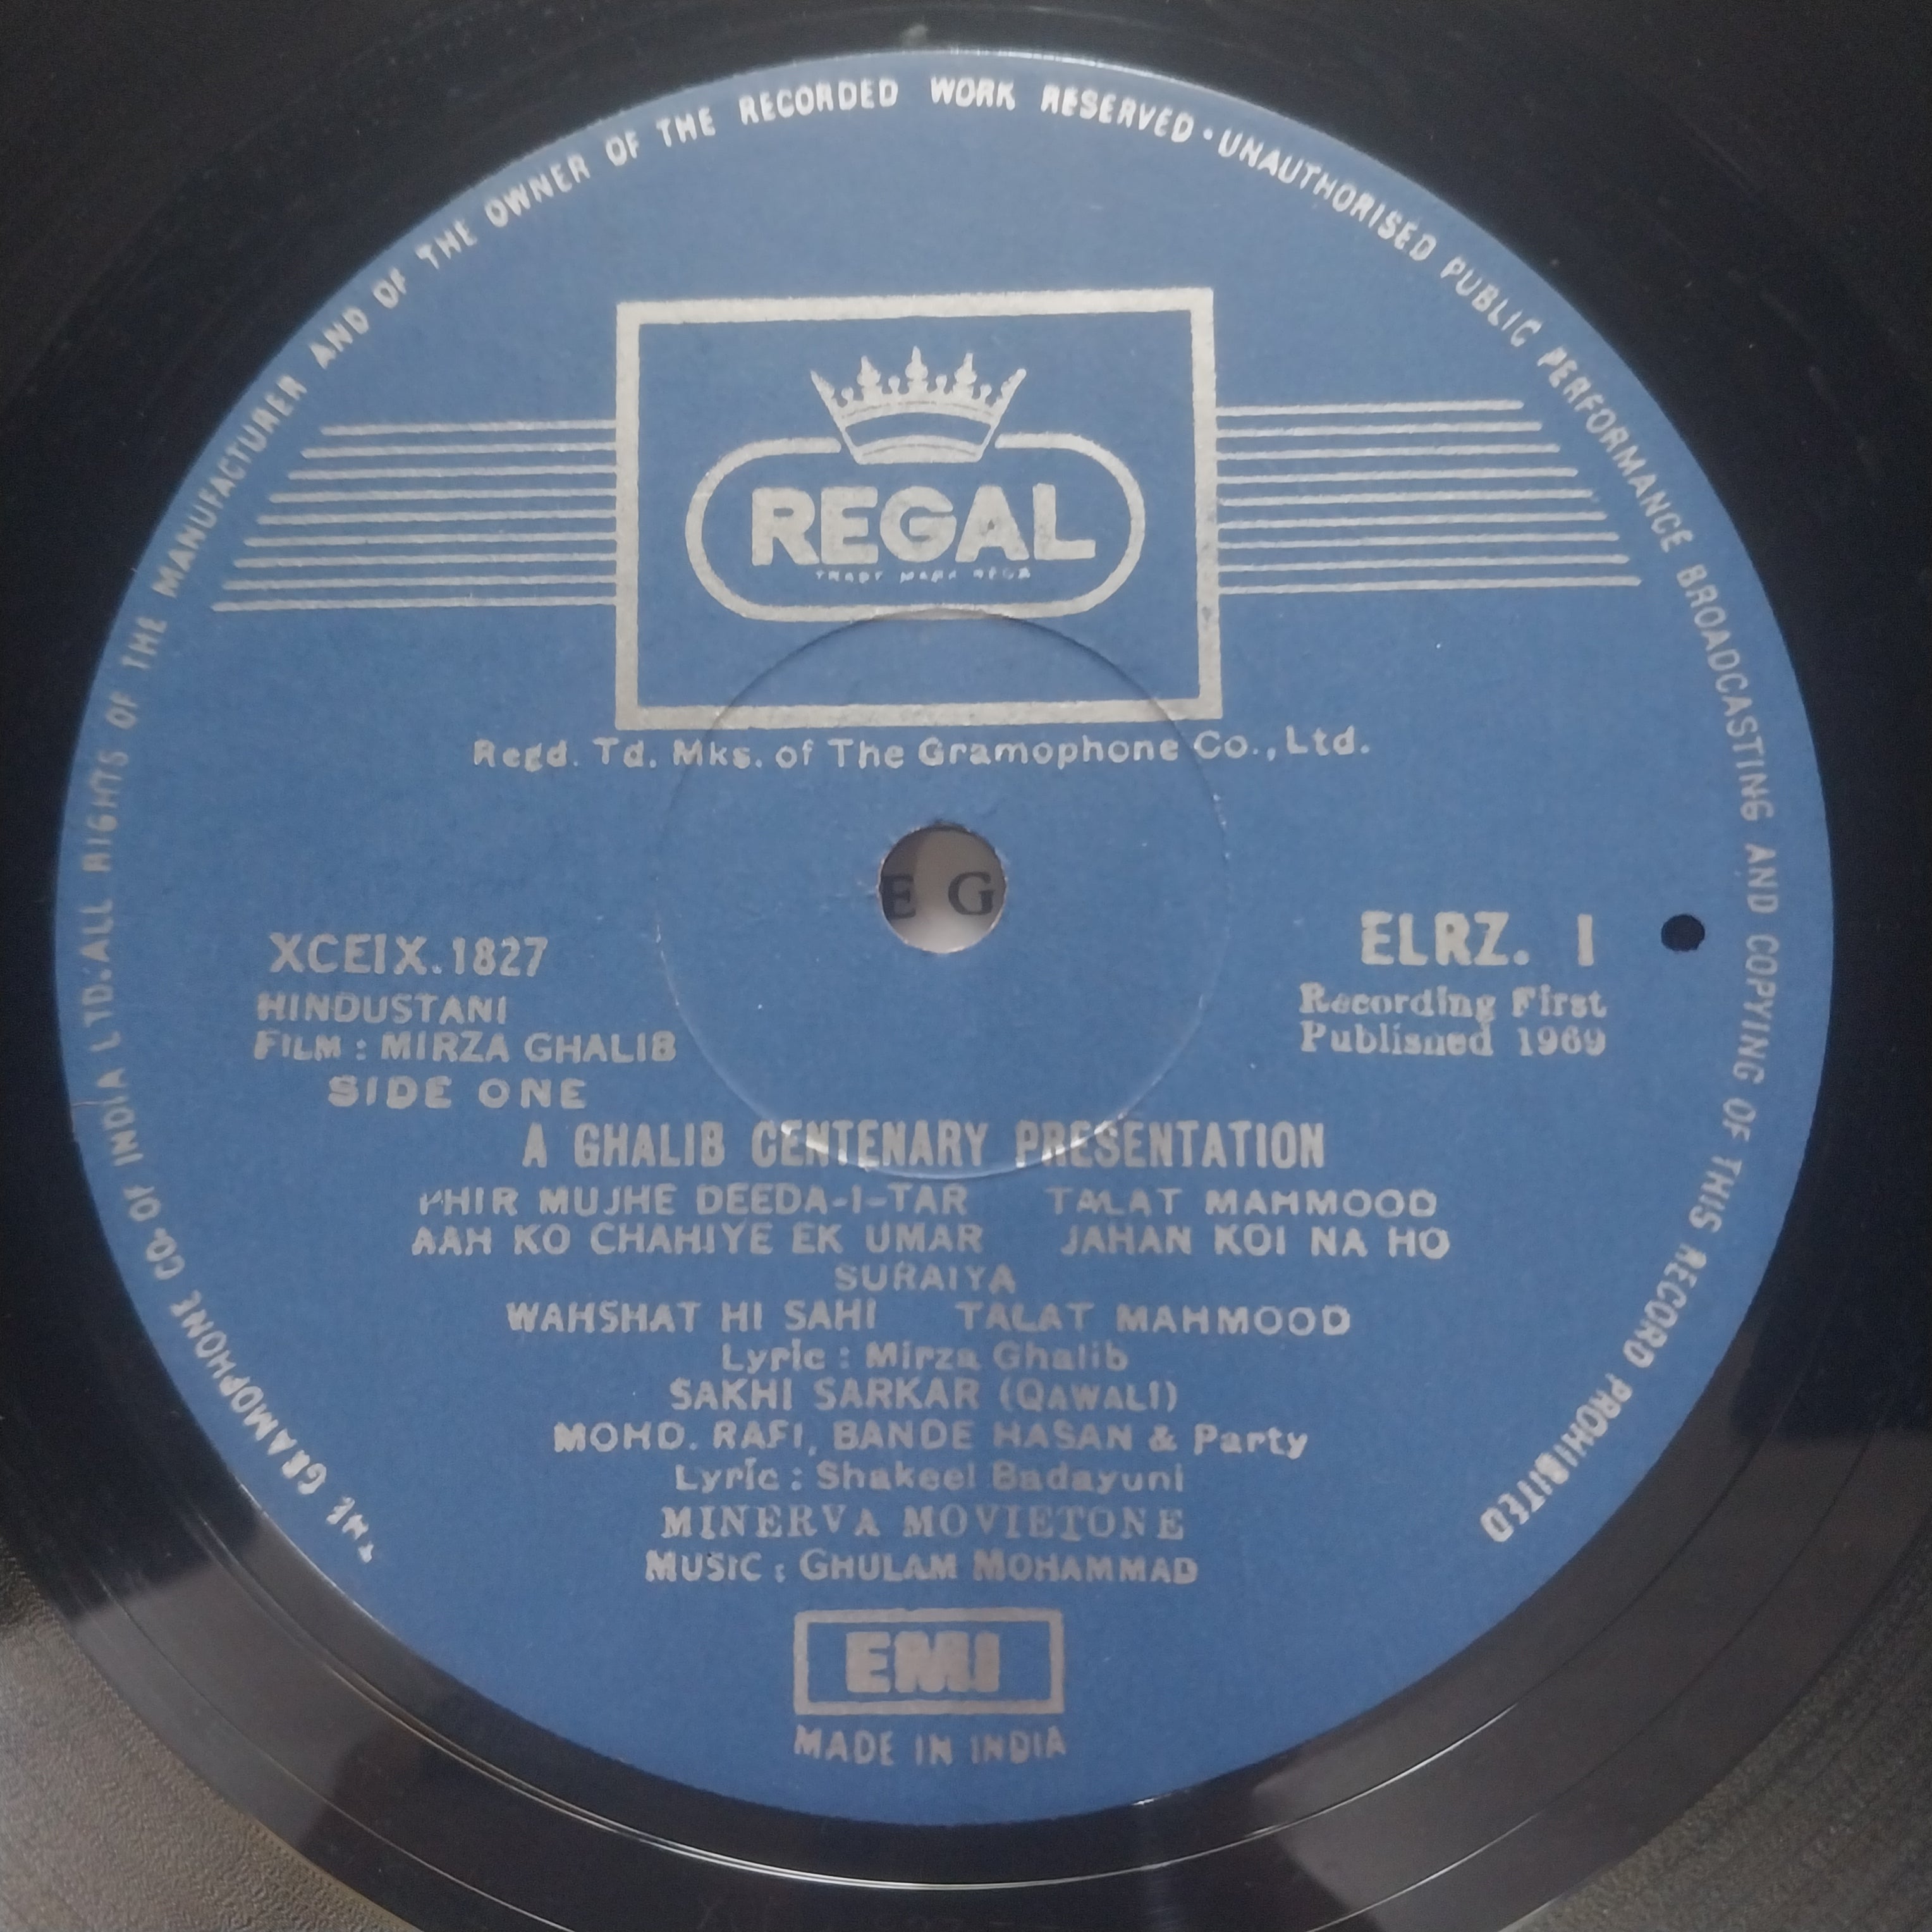 THE GRAMOPHONE CO. OF INDIA LTD. ALL RIGHTS OF THE MANUFACTURER AND OF THE OWNER OF THE RECORDED WORK RESERVED • UNAUTHORISED PUBLIC PERFORMANCE BROADCASTING AND COPYING OF THIS RECORD PROHIBITED
REGAL
TRADE MARK REGD
Regd. Td. Mks. of The Gramophone Co., Ltd.
E G
XCEIX.1827
ELRZ. 1
HINDUSTANI
Recording First
FILM : MIRZA GHALIB
Published 1969
SIDE ONE
A GHALIB CENTENARY PRESENTATION
PHIR MUJHE DEEDA-I-TAR TALAT MAHMOOD
AAH KO CHAHIYE EK UMAR JAHAN KOI NA HO
SURAIYA
WAHSHAT HI SAHI TALAT MAHMOOD
Lyric : Mirza Ghalib
SAKHI SARKAR (QAWALI)
MOHD. RAFI, BANDE HASAN & Party
Lyric : Shakeel Badayuni
MINERVA MOVIETONE
MUSIC : GHULAM MOHAMMAD
EMI
MADE IN INDIA